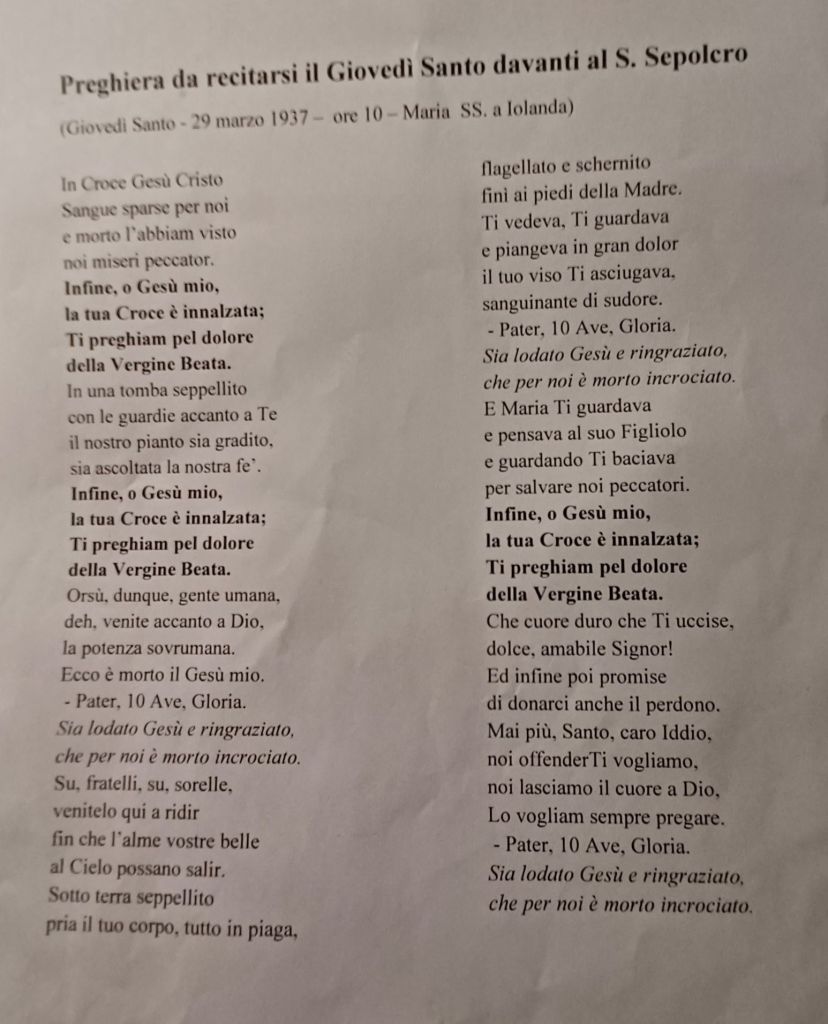 Preghiera da recitarsi il Giovedì Santo davanti al S. Sepolcro
(Giovedì Santo - 29 marzo 1937 – ore 10 – Maria SS. a Iolanda)
In Croce Gesù Cristo
Sangue sparse per noi
e morto l'abbiam visto
noi miseri peccator.
Infine, o Gesù mio,
la tua Croce è innalzata;
Ti preghiam pel dolore
della Vergine Beata.
In una tomba seppellito
con le guardie accanto a Te
il nostro pianto sia gradito,
sia ascoltata la nostra fe'.
Infine, o Gesù mio,
la tua Croce è innalzata;
Ti preghiam pel dolore
della Vergine Beata.
Orsù, dunque, gente umana,
deh, venite accanto a Dio,
la potenza sovrumana.
Ecco è morto il Gesù mio.
- Pater, 10 Ave, Gloria.
Sia lodato Gesù e ringraziato,
che per noi è morto incrociato.
Su, fratelli, su, sorelle,
venitelo qui a ridir
fin che l'alme vostre belle
al Cielo possano salir.
Sotto terra seppellito
pria il tuo corpo, tutto in piaga,
flagellato e schernito
finì ai piedi della Madre.
Ti vedeva, Ti guardava
e piangeva in gran dolor
il tuo viso Ti asciugava,
sanguinante di sudore.
- Pater, 10 Ave, Gloria.
Sia lodato Gesù e ringraziato,
che per noi è morto incrociato.
E Maria Ti guardava
e pensava al suo Figliolo
e guardando Ti baciava
per salvare noi peccatori.
Infine, o Gesù mio,
la tua Croce è innalzata;
Ti preghiam pel dolore
della Vergine Beata.
Che cuore duro che Ti uccise,
dolce, amabile Signor!
Ed infine poi promise
di donarci anche il perdono.
Mai più, Santo, caro Iddio,
noi offenderTi vogliamo,
noi lasciamo il cuore a Dio,
Lo vogliam sempre pregare.
- Pater, 10 Ave, Gloria.
Sia lodato Gesù e ringraziato,
che per noi è morto incrociato.